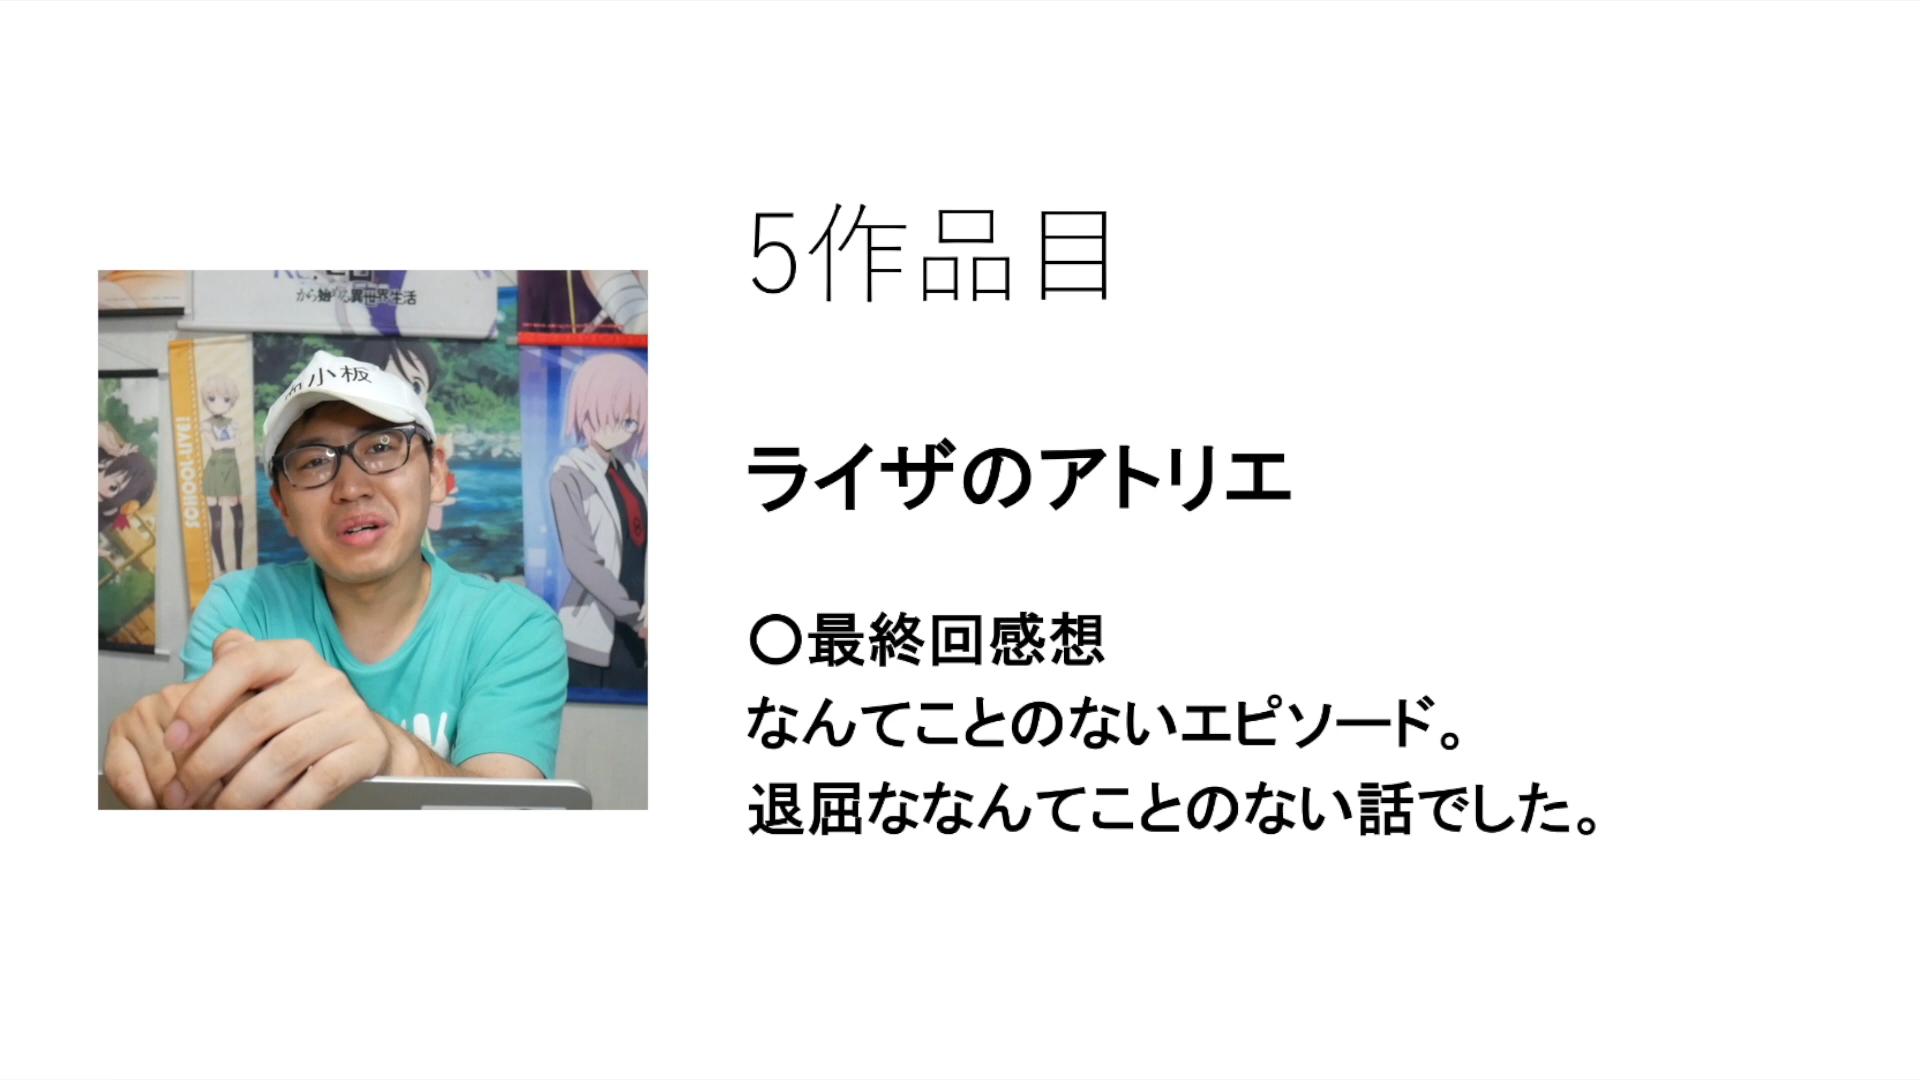 5作品目
ライザのアトリエ
〇最終回感想
なんてことのないエピソード。
退屈ななんてことのない話でした。
から始める異世界生活
小板
SCHOOL-LIVE!